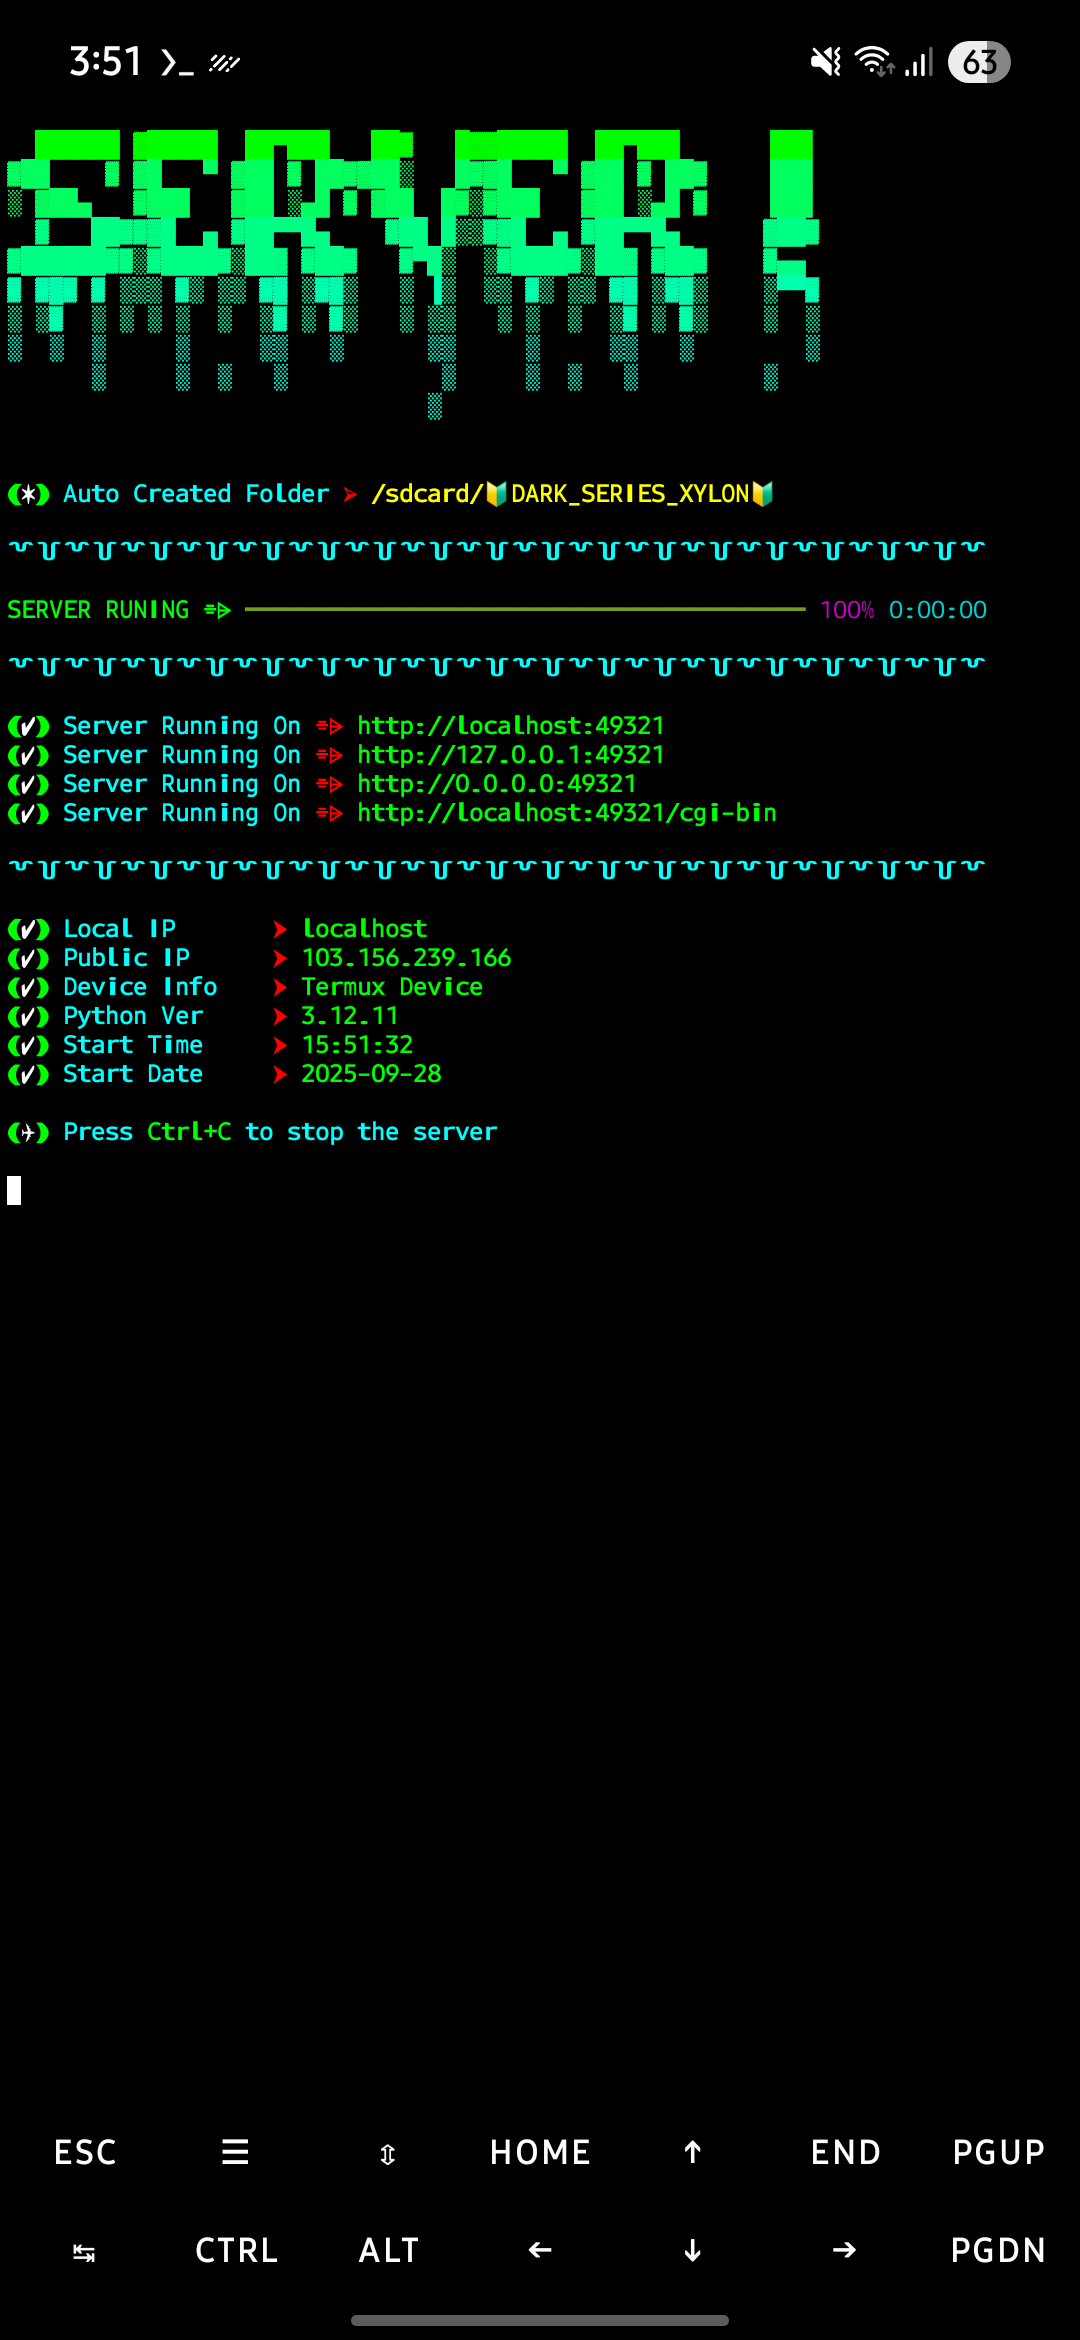 3:51
63
SERVER !
(✶) Auto Created Folder ➤ /sdcard/🔰DARK_SERIES_XYLON🔰
SERVER RUNING ⌯⌲ ━━━━━━━━━━━━━━━━━━━━━━━━━━━━━━━━━━━━━━━━ 100% 0:00:00
(✔) Server Running On ⌯⌲ http://localhost:49321
(✔) Server Running On ⌯⌲ http://127.0.0.1:49321
(✔) Server Running On ⌯⌲ http://0.0.0.0:49321
(✔) Server Running On ⌯⌲ http://localhost:49321/cgi-bin
(✔) Local IP ➤ localhost
(✔) Public IP ➤ 103.156.239.166
(✔) Device Info ➤ Termux Device
(✔) Python Ver ➤ 3.12.11
(✔) Start Time ➤ 15:51:32
(✔) Start Date ➤ 2025-09-28
(✈) Press Ctrl+C to stop the server
ESC ☰ ⇳ HOME ↑ END PGUP
↹ CTRL ALT ← ↓ → PGDN